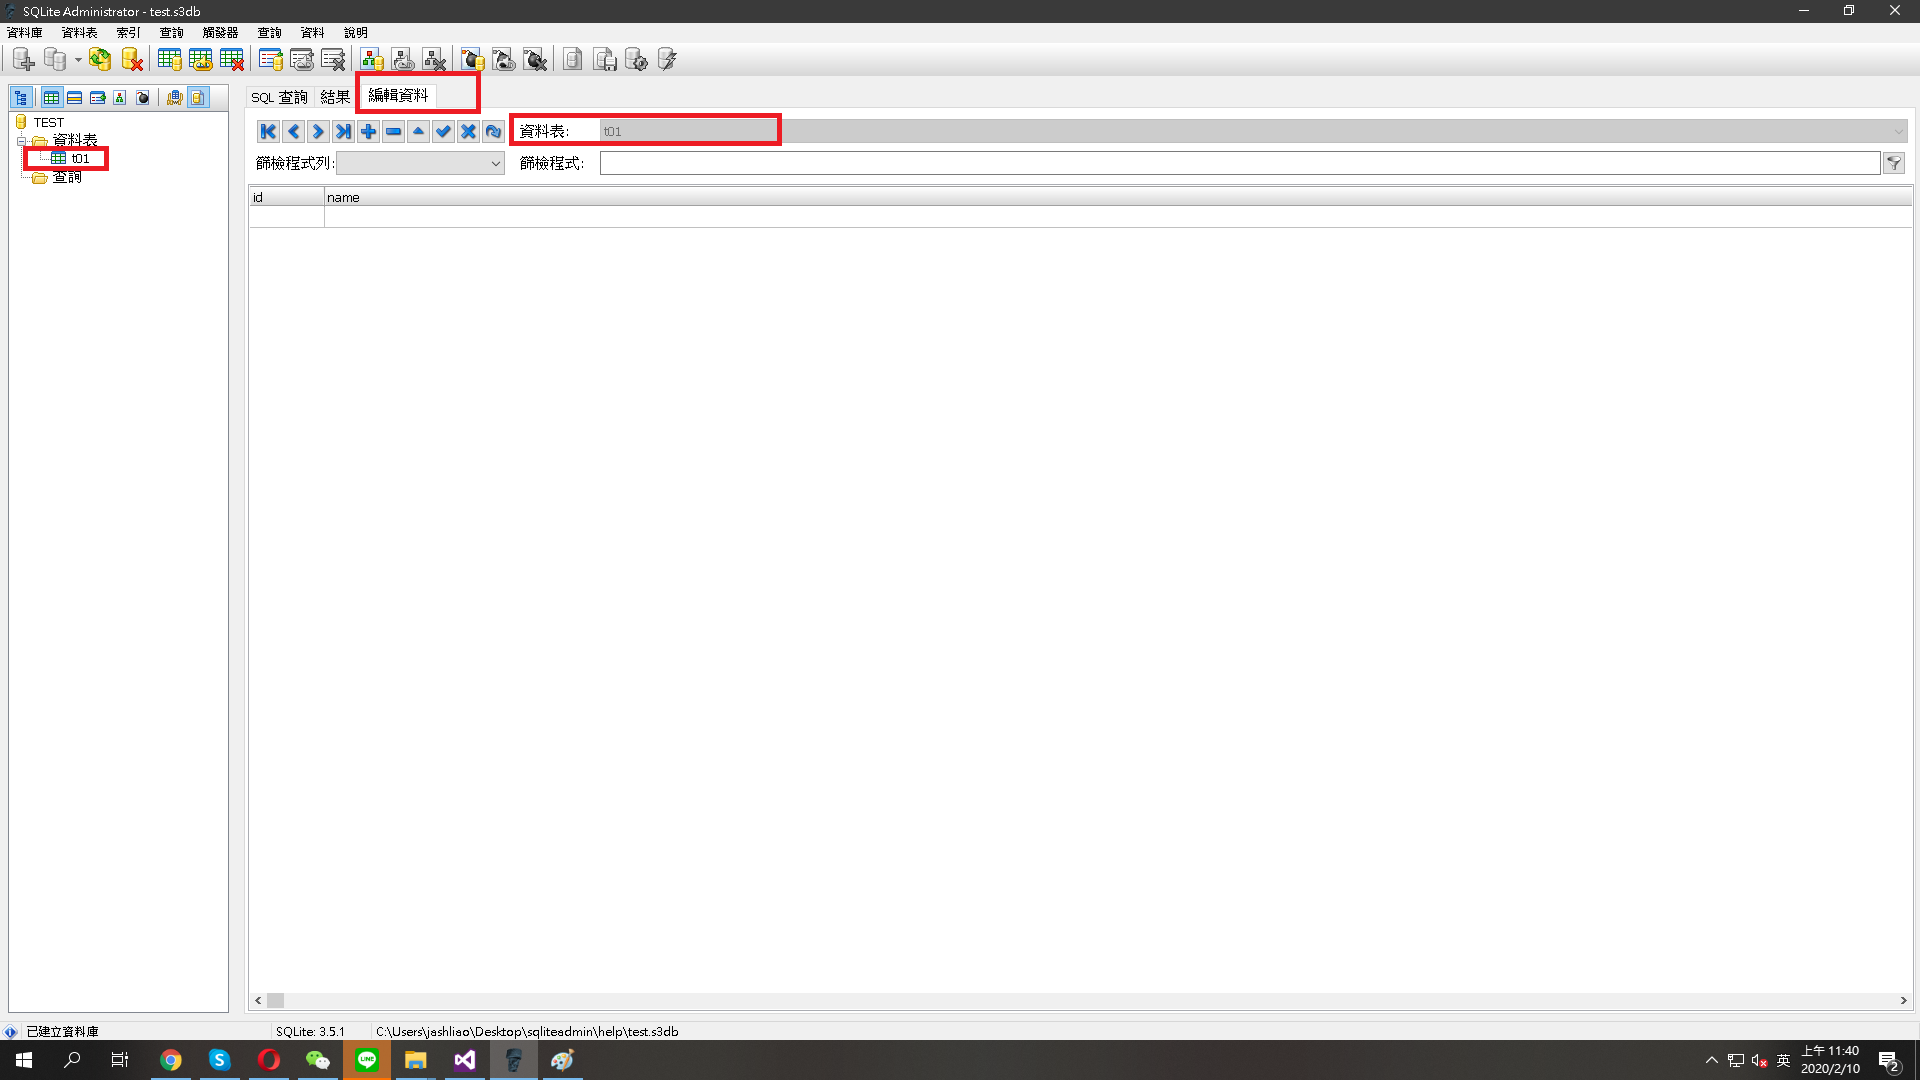 SQLite Administrator - test.s3db
資料庫 資料表 索引 查詢 觸發器 查詢 資料 說明
SQL 查詢 結果 編輯資料
TEST
資料表
t01
查詢
資料表: t01
篩檢程式列: 篩檢程式:
id name
已建立資料庫 SQLite: 3.5.1 C:\Users\jashliao\Desktop\sqliteadmin\help\test.s3db
LINE
英
上午 11:40
2020/2/10
2